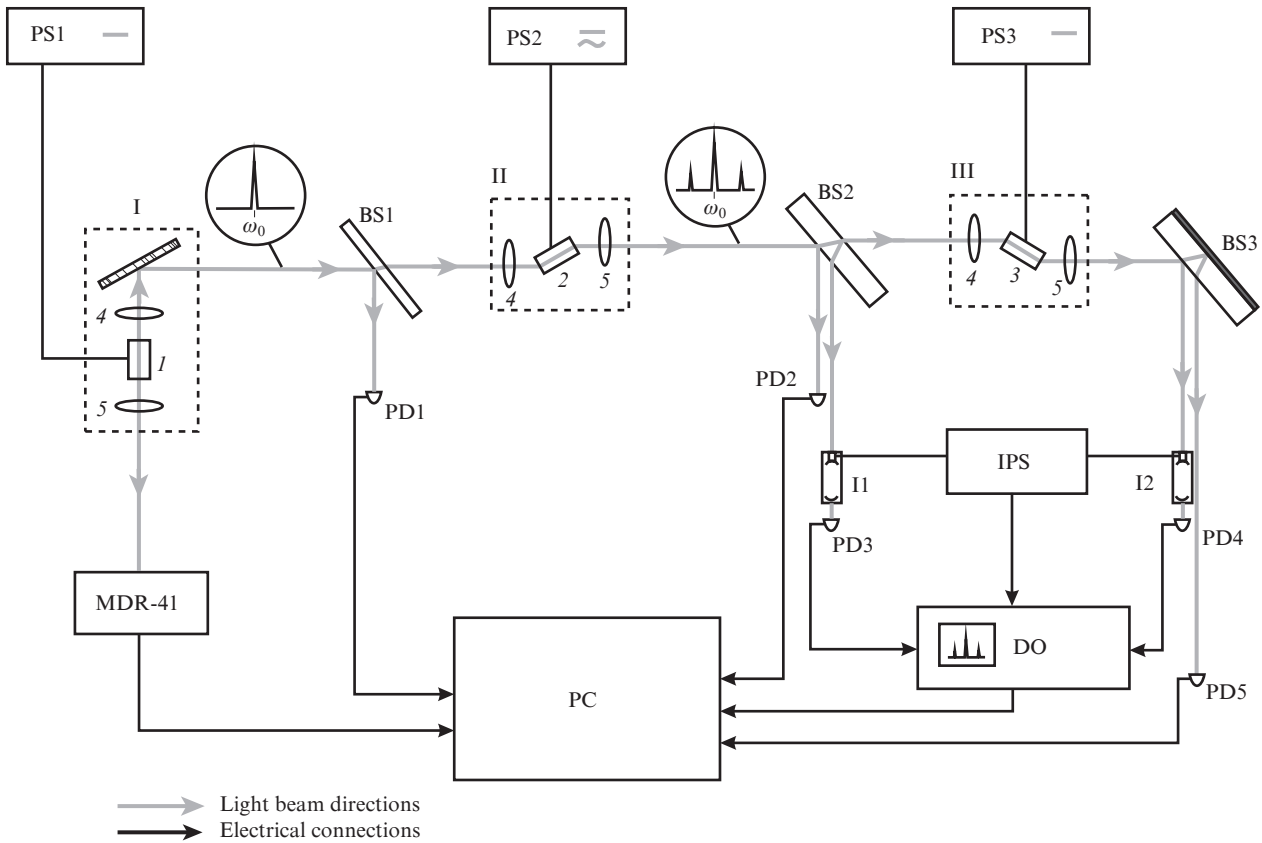 PS1
PS2
PS3
I
ω0
BS1
II
ω0
BS2
III
BS3
4
1
5
4
2
5
4
3
5
PD1
PD2
I1
IPS
I2
PD3
PD4
MDR-41
PC
DO
PD5
Light beam directions
Electrical connections